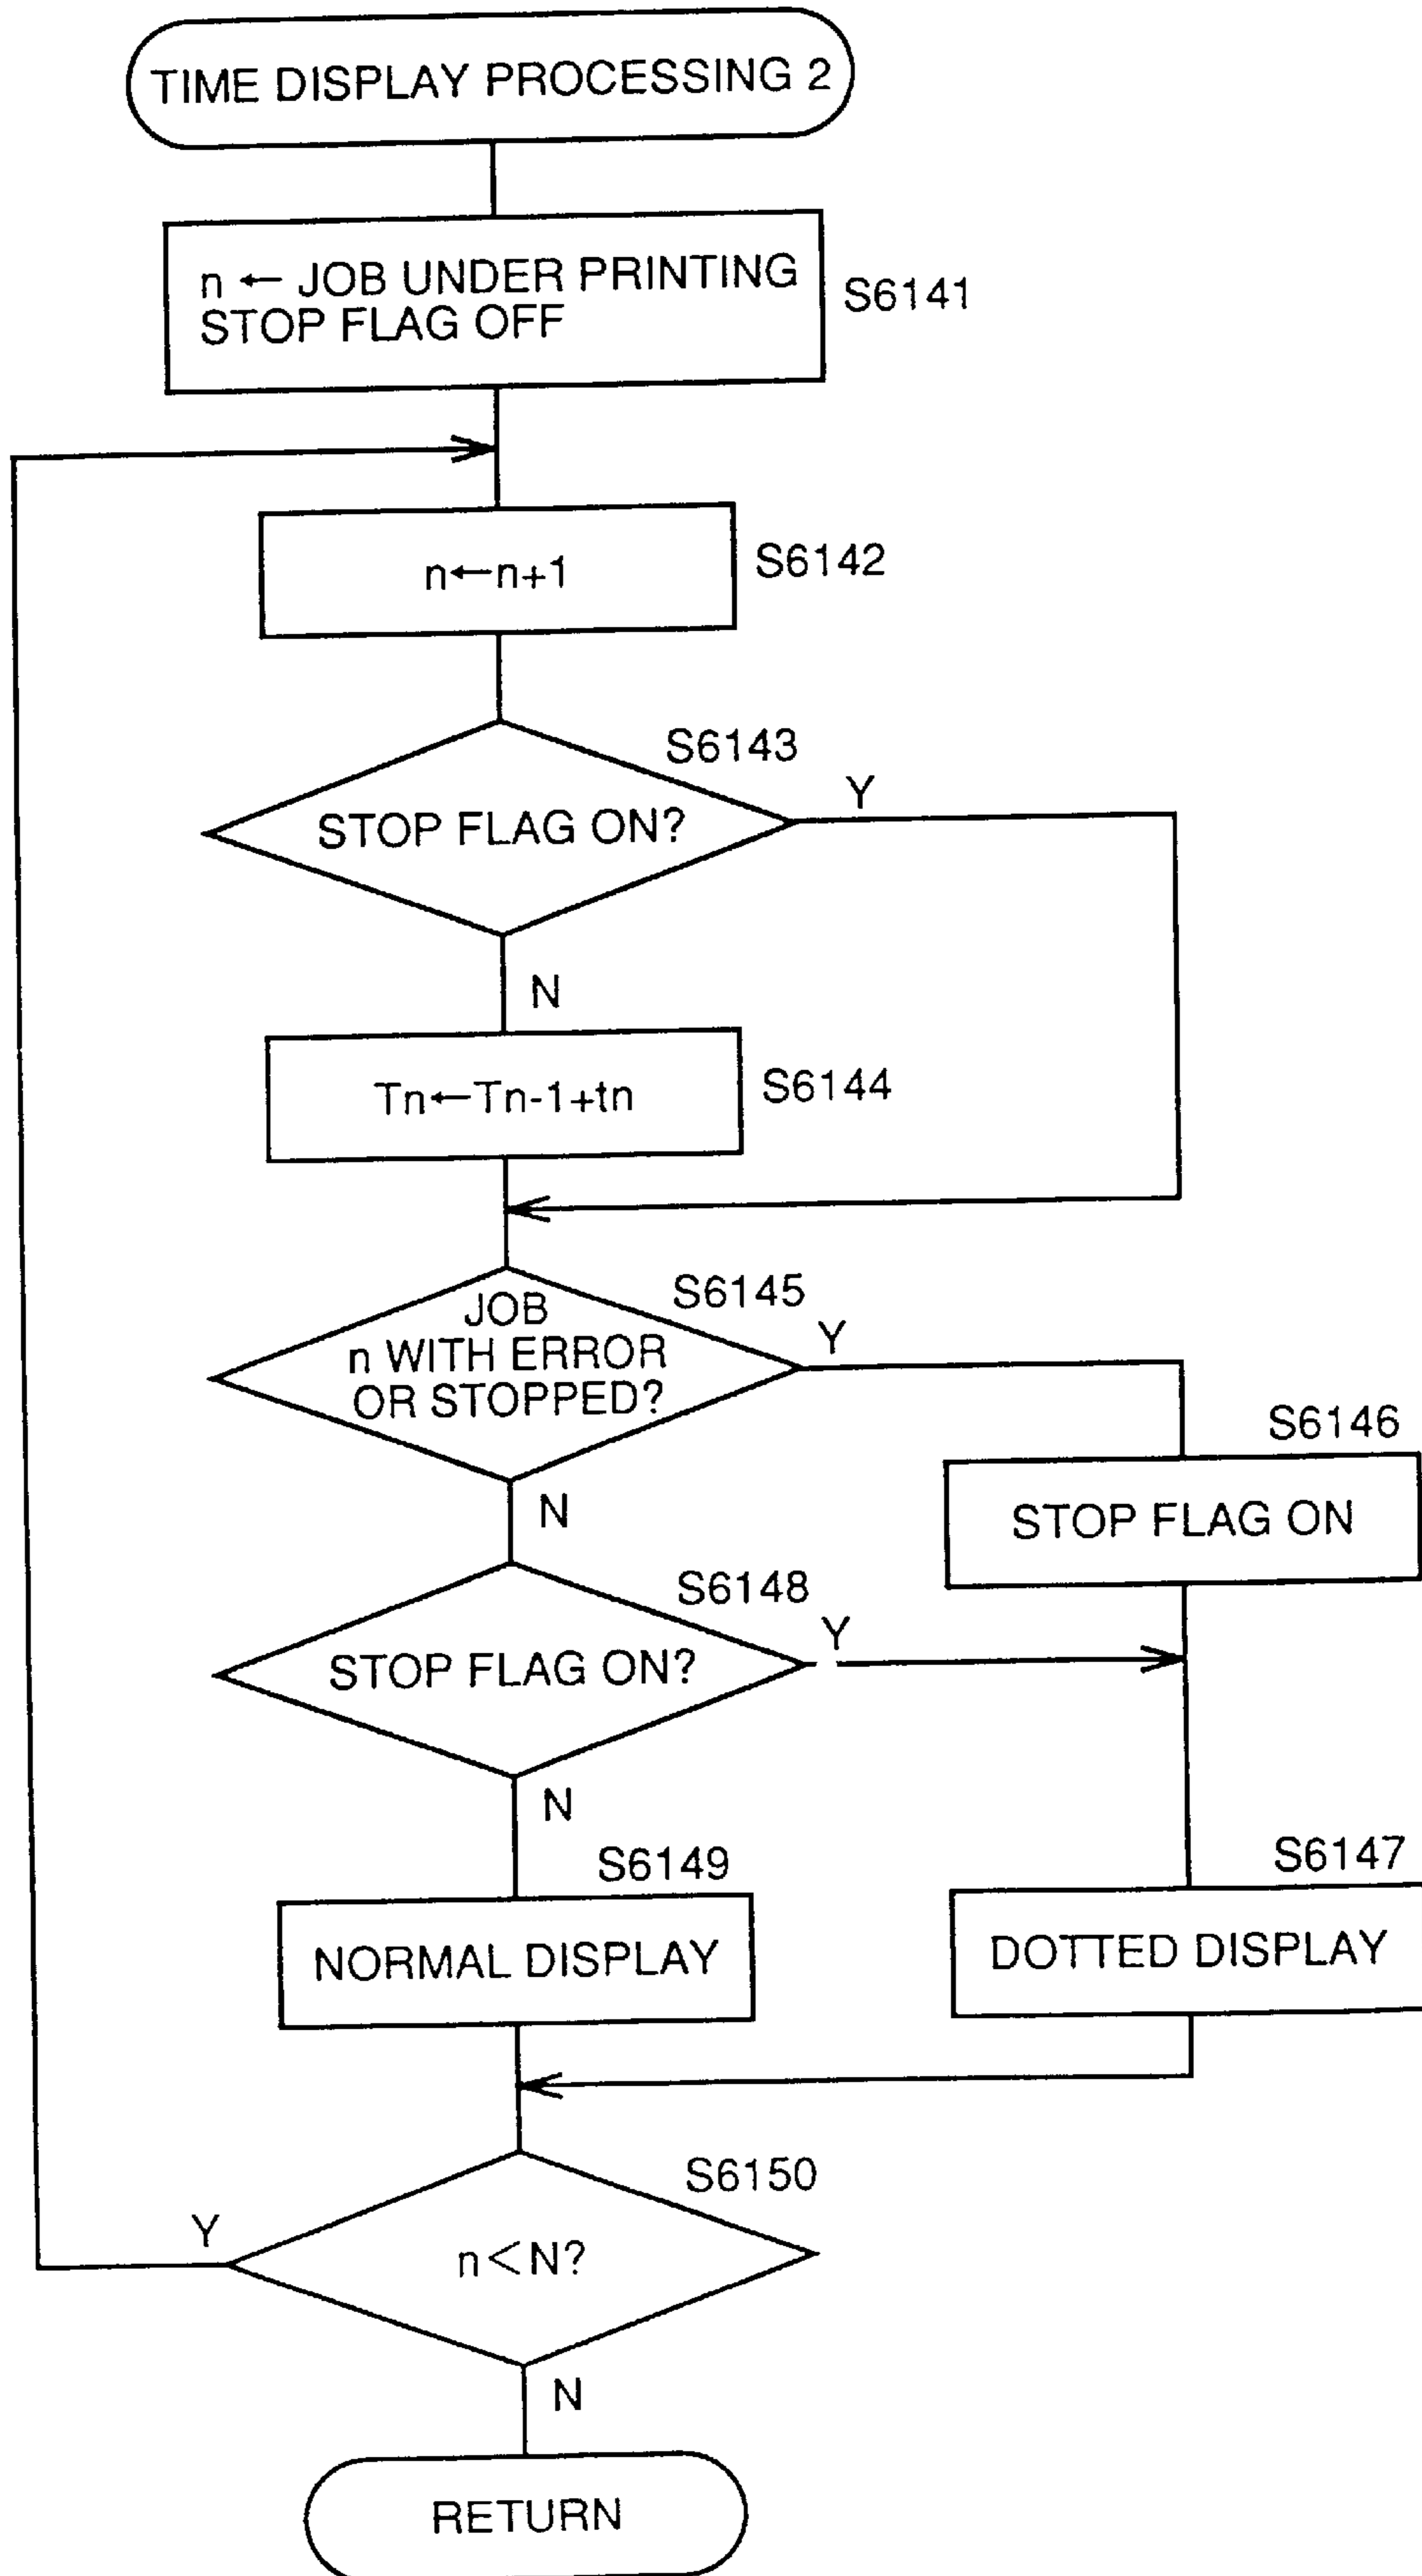 TIME DISPLAY PROCESSING 2
n ← JOB UNDER PRINTING
STOP FLAG OFF
S6141
n←n+1
S6142
S6143
Y
STOP FLAG ON?
N
Tn←Tn-1+tn
S6144
S6145
JOB
n WITH ERROR
OR STOPPED?
Y
S6146
STOP FLAG ON
N
S6148
Y
STOP FLAG ON?
N
S6149
S6147
NORMAL DISPLAY
DOTTED DISPLAY
S6150
Y
n<N?
N
RETURN